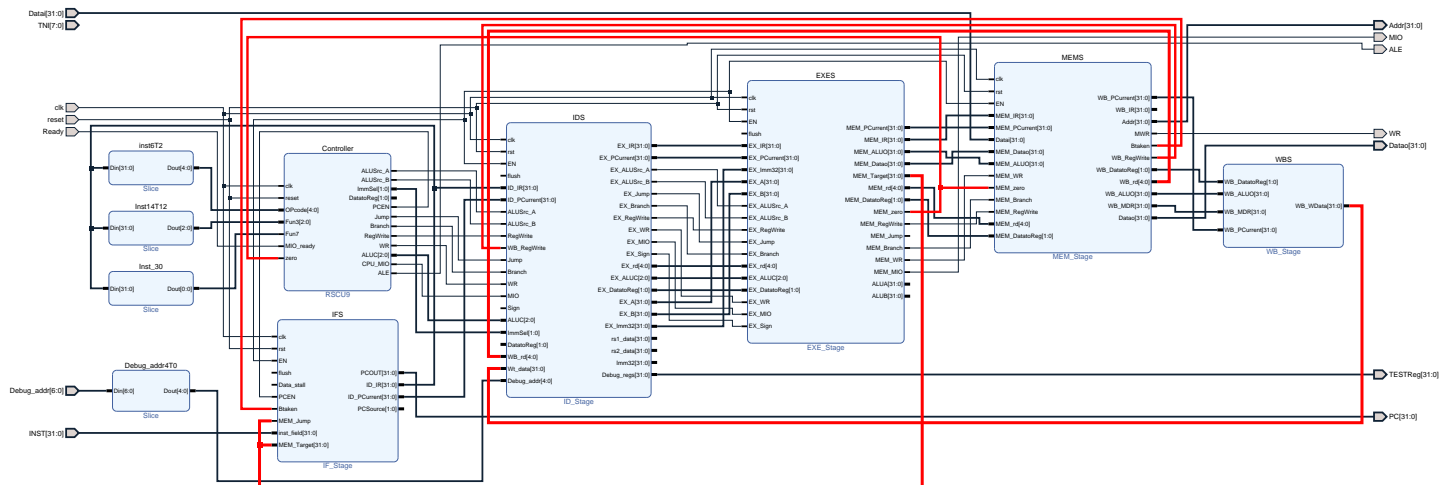 Datai[31:0]
TNI[7:0]
clk
reset
Ready
Debug_addr[6:0]
INST[31:0]
inst6T2
Din[31:0] Dout[4:0]
Slice
Inst14T12
Din[31:0] Dout[2:0]
Slice
Inst_30
Din[31:0] Dout[0:0]
Slice
Debug_addr4T0
Din[6:0] Dout[4:0]
Slice
Controller
clk
reset
OPcode[4:0]
Fun3[2:0]
Fun7
MIO_ready
zero
ALUSrc_A
ALUSrc_B
ImmSel[1:0]
DatatoReg[1:0]
PCEN
Jump
Branch
RegWrite
WR
ALUC[2:0]
CPU_MIO
ALE
RSCU9
IFS
clk
rst
EN
flush
Data_stall
PCEN
Btaken
MEM_Jump
inst_field[31:0]
MEM_Target[31:0]
PCOUT[31:0]
ID_IR[31:0]
ID_PCurrent[31:0]
PCSource[1:0]
IF_Stage
IDS
clk
rst
EN
flush
ID_IR[31:0]
ID_PCurrent[31:0]
ALUSrc_A
ALUSrc_B
RegWrite
WB_RegWrite
Jump
Branch
WR
MIO
Sign
ALUC[2:0]
ImmSel[1:0]
DatatoReg[1:0]
WB_rd[4:0]
Wt_data[31:0]
Debug_addr[4:0]
EX_IR[31:0]
EX_PCurrent[31:0]
EX_ALUSrc_A
EX_ALUSrc_B
EX_Jump
EX_Branch
EX_RegWrite
EX_WR
EX_MIO
EX_Sign
EX_rd[4:0]
EX_ALUC[2:0]
EX_DatatoReg[1:0]
EX_A[31:0]
EX_B[31:0]
EX_Imm32[31:0]
rs1_data[31:0]
rs2_data[31:0]
Imm32[31:0]
Debug_regs[31:0]
ID_Stage
EXES
clk
rst
EN
flush
EX_IR[31:0]
EX_PCurrent[31:0]
EX_Imm32[31:0]
EX_A[31:0]
EX_B[31:0]
EX_ALUSrc_A
EX_ALUSrc_B
EX_RegWrite
EX_Jump
EX_Branch
EX_rd[4:0]
EX_ALUC[2:0]
EX_DatatoReg[1:0]
EX_WR
EX_MIO
EX_Sign
MEM_PCurrent[31:0]
MEM_IR[31:0]
MEM_ALUO[31:0]
MEM_Datao[31:0]
MEM_Target[31:0]
MEM_rd[4:0]
MEM_DatatoReg[1:0]
MEM_zero
MEM_RegWrite
MEM_Jump
MEM_Branch
MEM_WR
MEM_MIO
ALUA[31:0]
ALUB[31:0]
EXE_Stage
MEMS
clk
rst
EN
MEM_IR[31:0]
MEM_PCurrent[31:0]
Datai[31:0]
MEM_Datao[31:0]
MEM_ALUO[31:0]
MEM_WR
MEM_zero
MEM_Branch
MEM_RegWrite
MEM_rd[4:0]
MEM_DatatoReg[1:0]
WB_PCurrent[31:0]
WB_IR[31:0]
Addr[31:0]
MWR
Btaken
WB_RegWrite
WB_DatatoReg[1:0]
WB_rd[4:0]
WB_ALUO[31:0]
WB_MDR[31:0]
Datao[31:0]
MEM_Stage
WBS
WB_DatatoReg[1:0]
WB_ALUO[31:0]
WB_MDR[31:0]
WB_PCurrent[31:0]
WB_WData[31:0]
WB_Stage
Addr[31:0]
MIO
ALE
WR
Datao[31:0]
TESTReg[31:0]
PC[31:0]